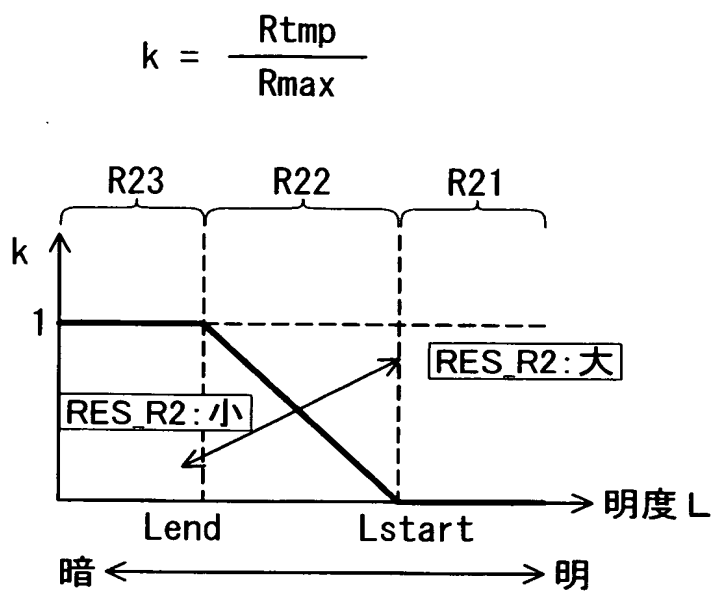 k = Rtmp / Rmax
R23 R22 R21
k
1
RES_R2:大
RES_R2:小
明度L
Lend Lstart
暗 明